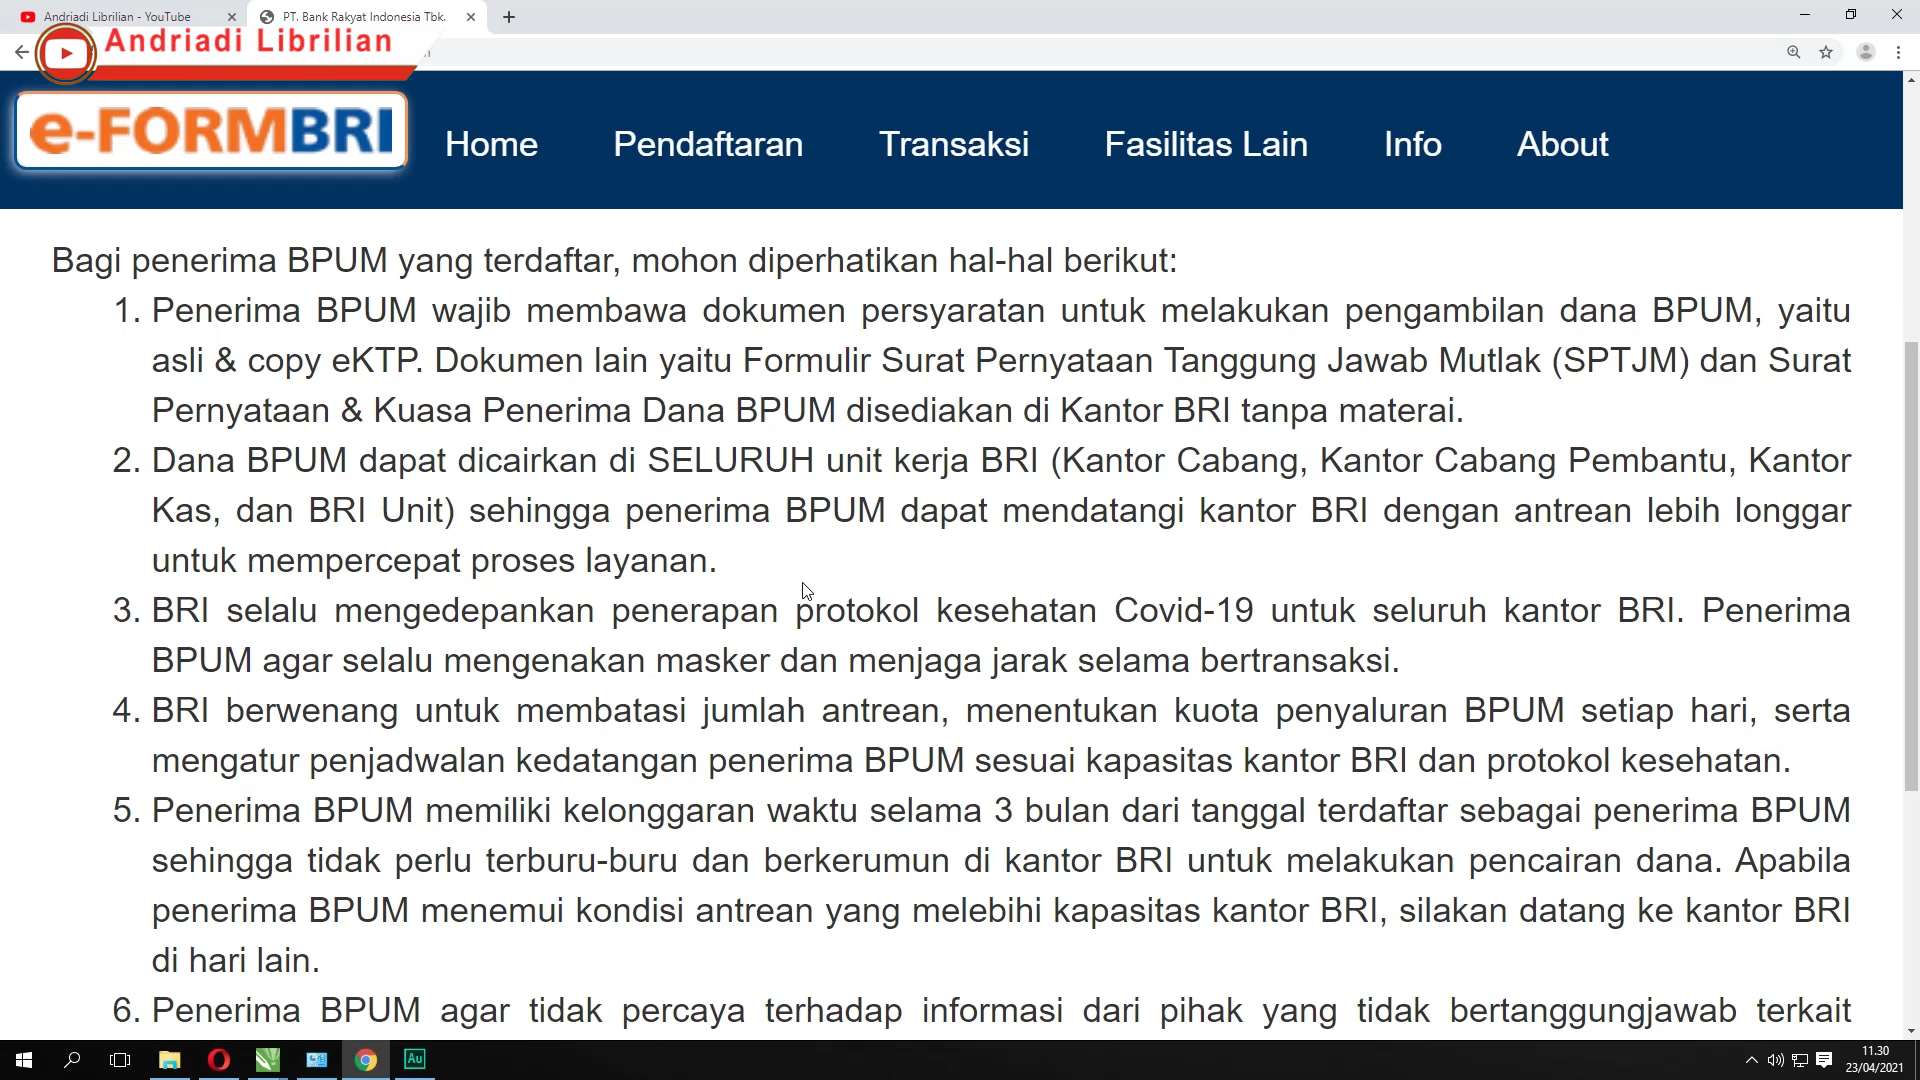 Andriadi Librilian - YouTube
PT. Bank Rakyat Indonesia Tbk.
Andriadi Librilian
e-FORMBRI
Home
Pendaftaran
Transaksi
Fasilitas Lain
Info
About
Bagi penerima BPUM yang terdaftar, mohon diperhatikan hal-hal berikut:
1. Penerima BPUM wajib membawa dokumen persyaratan untuk melakukan pengambilan dana BPUM, yaitu
asli & copy eKTP. Dokumen lain yaitu Formulir Surat Pernyataan Tanggung Jawab Mutlak (SPTJM) dan Surat
Pernyataan & Kuasa Penerima Dana BPUM disediakan di Kantor BRI tanpa materai.
2. Dana BPUM dapat dicairkan di SELURUH unit kerja BRI (Kantor Cabang, Kantor Cabang Pembantu, Kantor
Kas, dan BRI Unit) sehingga penerima BPUM dapat mendatangi kantor BRI dengan antrean lebih longgar
untuk mempercepat proses layanan.
3. BRI selalu mengedepankan penerapan protokol kesehatan Covid-19 untuk seluruh kantor BRI. Penerima
BPUM agar selalu mengenakan masker dan menjaga jarak selama bertransaksi.
4. BRI berwenang untuk membatasi jumlah antrean, menentukan kuota penyaluran BPUM setiap hari, serta
mengatur penjadwalan kedatangan penerima BPUM sesuai kapasitas kantor BRI dan protokol kesehatan.
5. Penerima BPUM memiliki kelonggaran waktu selama 3 bulan dari tanggal terdaftar sebagai penerima BPUM
sehingga tidak perlu terburu-buru dan berkerumun di kantor BRI untuk melakukan pencairan dana. Apabila
penerima BPUM menemui kondisi antrean yang melebihi kapasitas kantor BRI, silakan datang ke kantor BRI
di hari lain.
6. Penerima BPUM agar tidak percaya terhadap informasi dari pihak yang tidak bertanggungjawab terkait
Au
11.30
23/04/2021